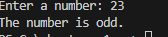 Enter a number: 23
The number is odd.